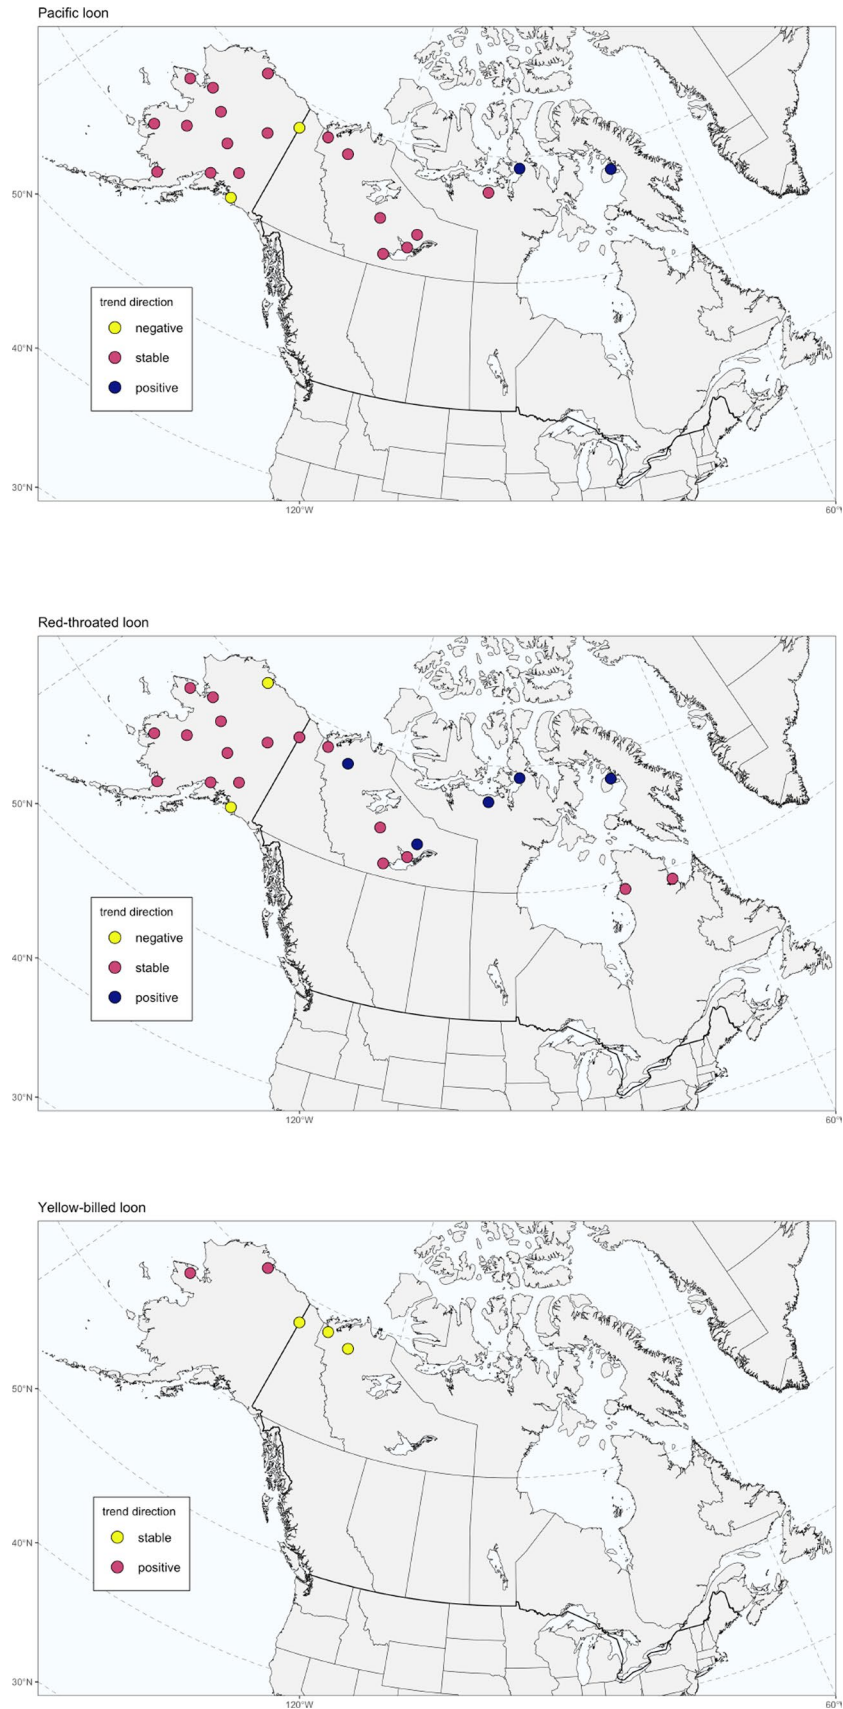 Pacific loon
50°N
40°N
30°N
trend direction
negative
stable
positive
120°W
60°W
Red-throated loon
50°N
40°N
30°N
trend direction
negative
stable
positive
120°W
60°W
Yellow-billed loon
50°N
40°N
30°N
trend direction
stable
positive
120°W
60°W